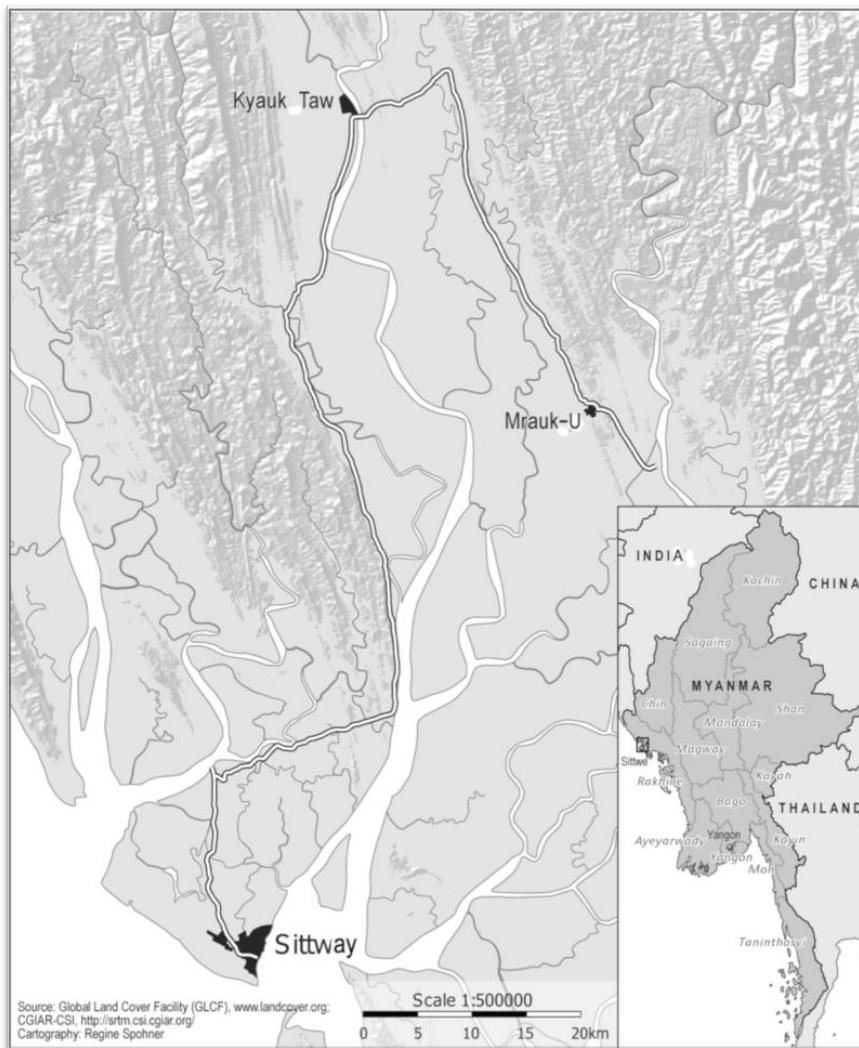 Kyauk Taw
Mrauk-U
Sittway
INDIA
CHINA
Kachin
Sagaing
MYANMAR
Chin
Shan
Mandalay
Magway
Sittwe
Rakhine
Kayah
Bago
THAILAND
Ayeyarwady
Yangon
Yangon
Kayin
Mon
Tanintharyi
Source: Global Land Cover Facility (GLCF), www.landcover.org;
CGIAR-CSI, http://srtm.csi.cgiar.org/
Cartography: Regine Spohner
Scale 1:500000
0 5 10 15 20km